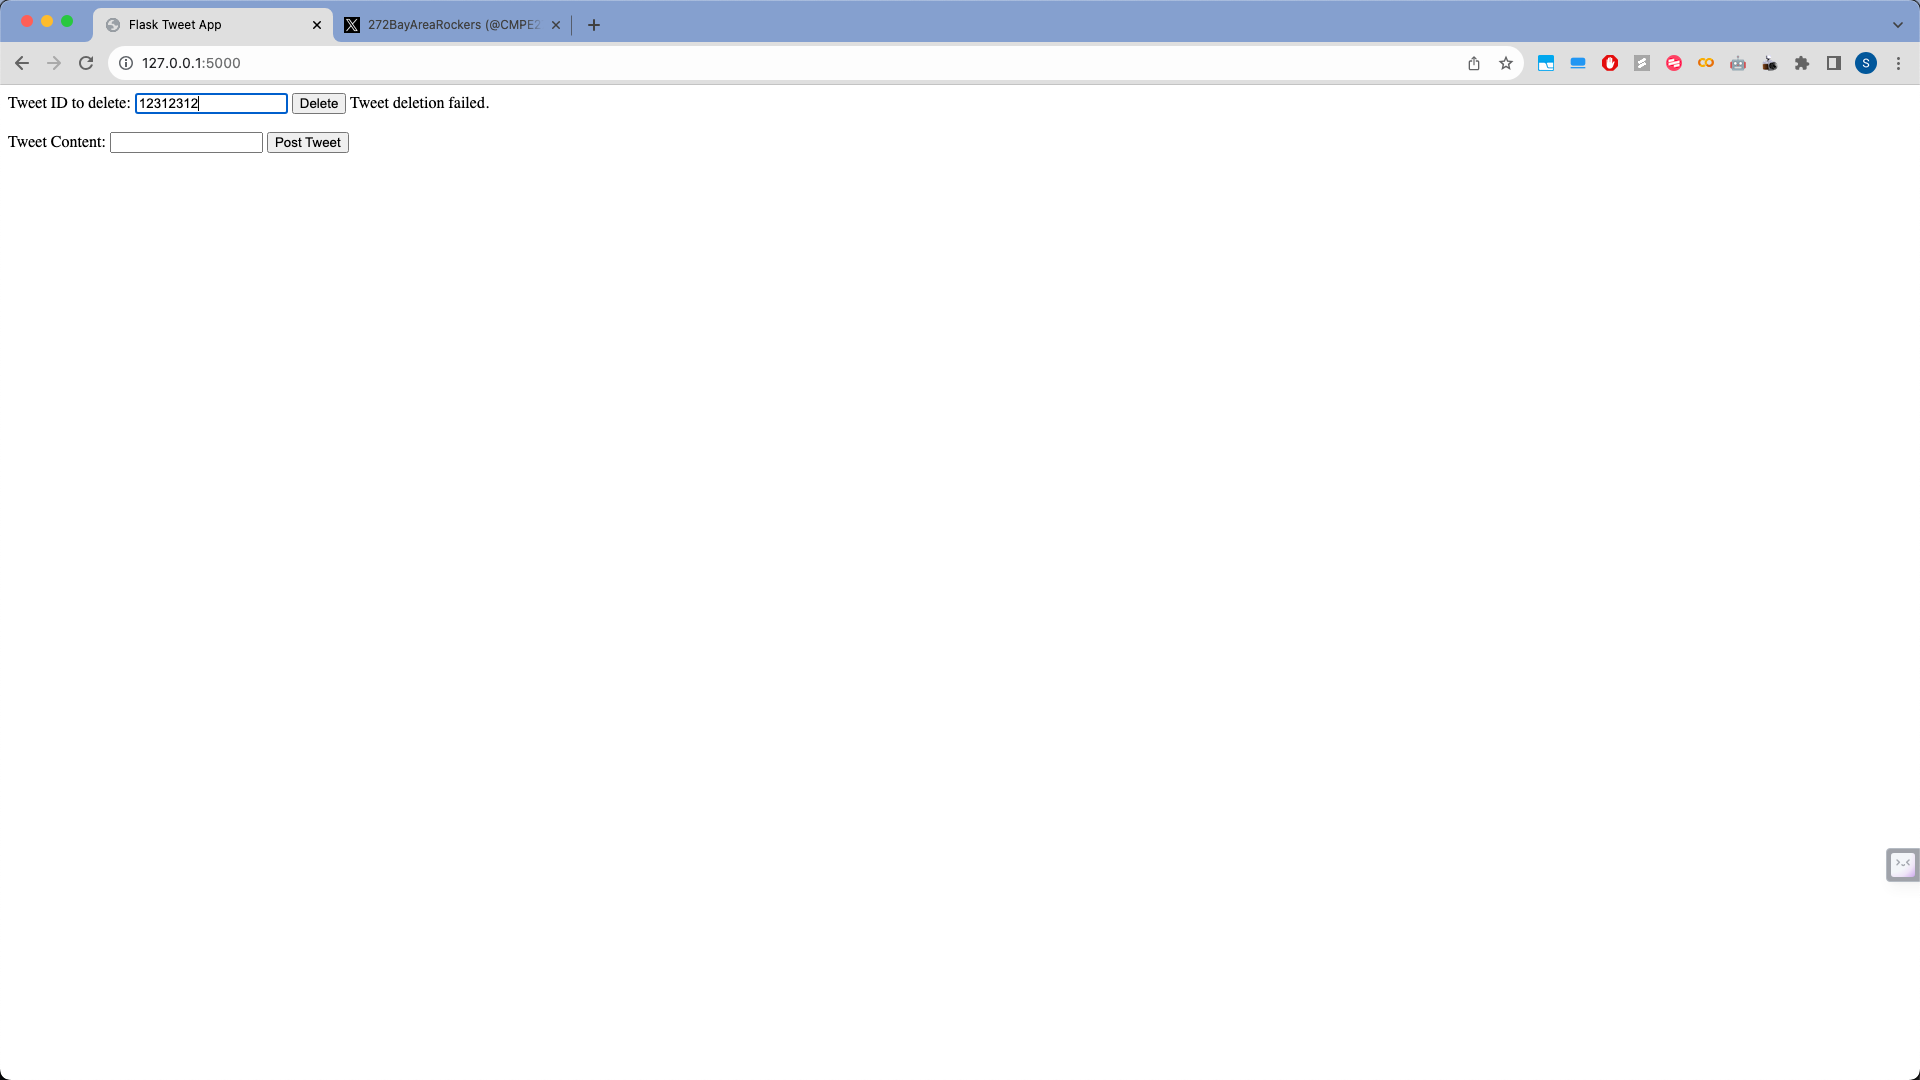 Flask Tweet App
272BayAreaRockers (@CMPE2
127.0.0.1:5000
S
Tweet ID to delete: 12312312 Delete Tweet deletion failed.
Tweet Content: Post Tweet